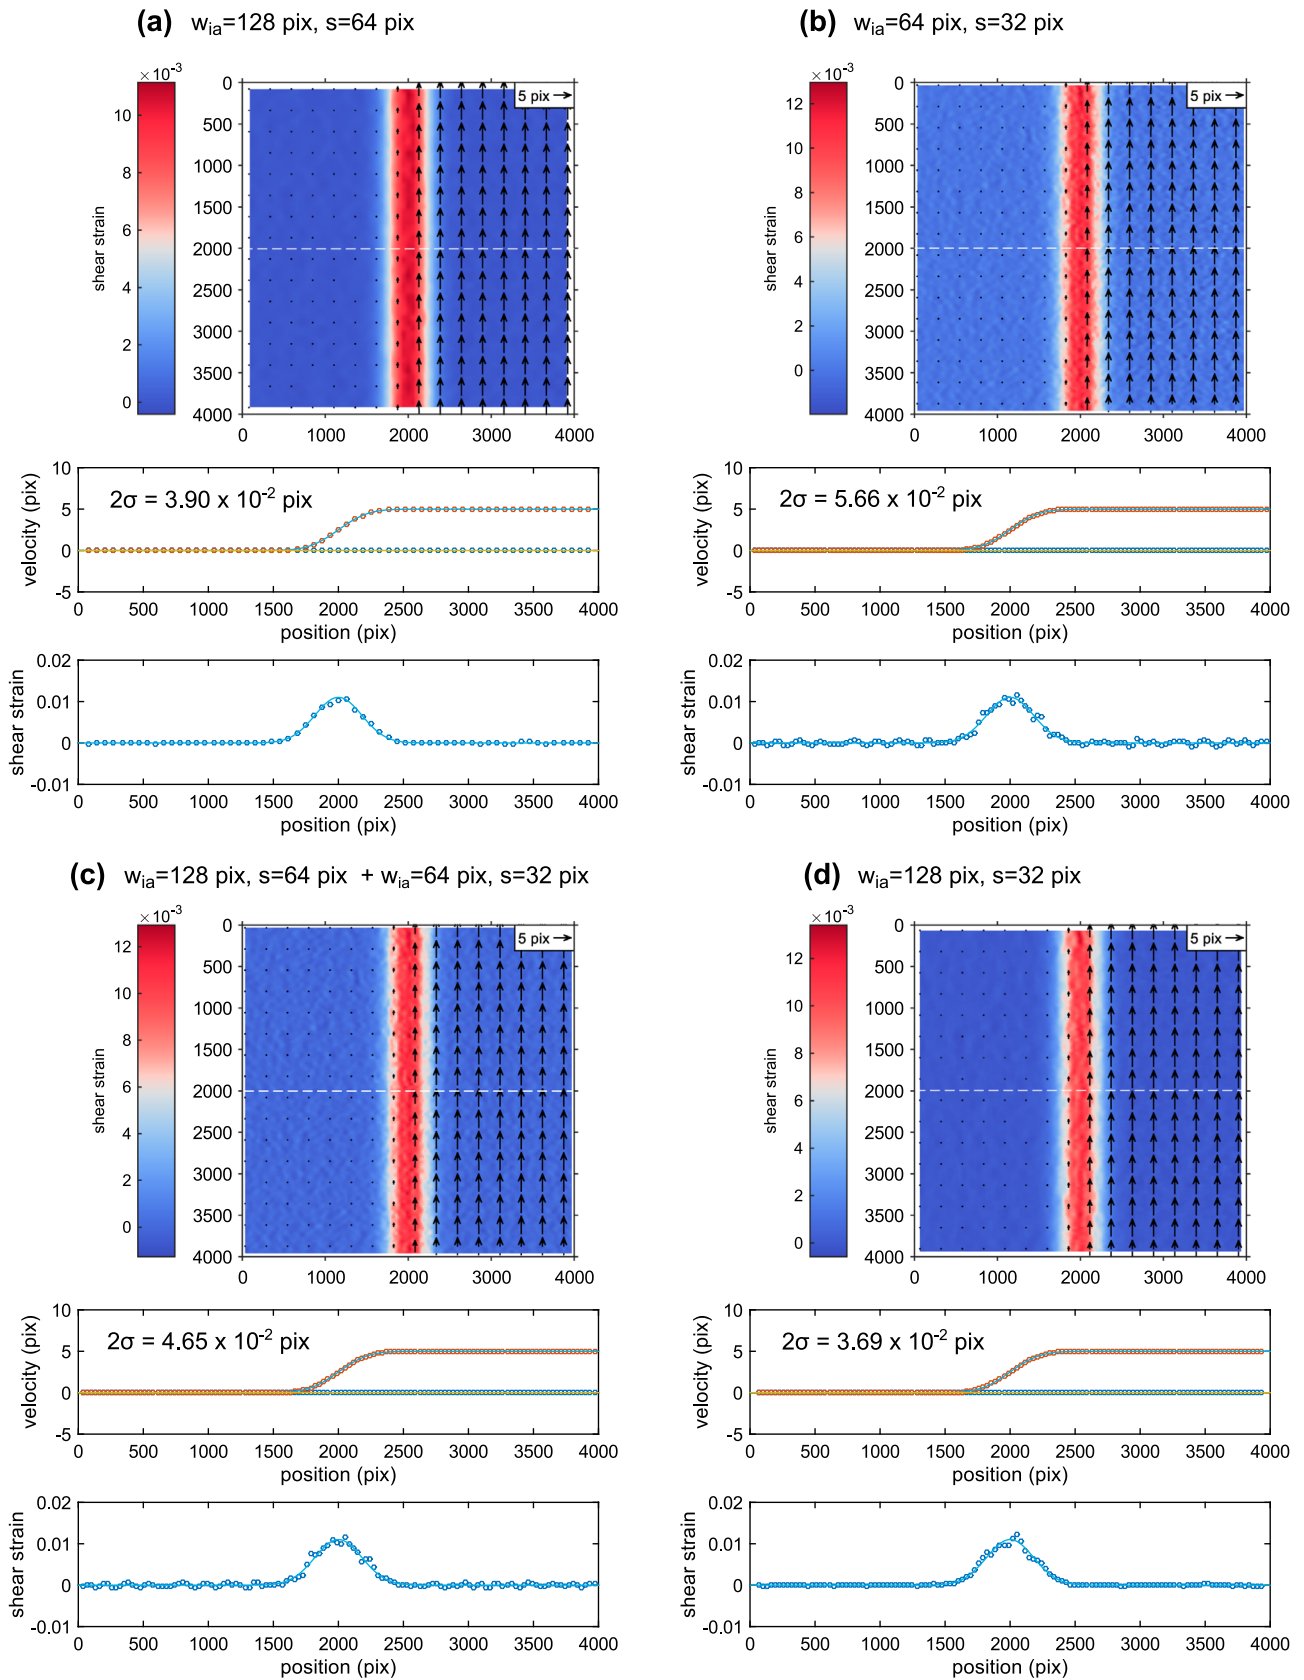 (a) w_ia=128 pix, s=64 pix
×10⁻³
10
8
6
4
2
0
shear strain
0
500
1000
1500
2000
2500
3000
3500
4000
5 pix
0 1000 2000 3000 4000
10
5
0
-5
velocity (pix)
2σ = 3.90 x 10⁻² pix
0 500 1000 1500 2000 2500 3000 3500 4000
position (pix)
0.02
0.01
0
-0.01
shear strain
0 500 1000 1500 2000 2500 3000 3500 4000
position (pix)
(b) w_ia=64 pix, s=32 pix
×10⁻³
12
10
8
6
4
2
0
shear strain
0
500
1000
1500
2000
2500
3000
3500
4000
5 pix
0 1000 2000 3000 4000
10
5
0
-5
velocity (pix)
2σ = 5.66 x 10⁻² pix
0 500 1000 1500 2000 2500 3000 3500 4000
position (pix)
0.02
0.01
0
-0.01
shear strain
0 500 1000 1500 2000 2500 3000 3500 4000
position (pix)
(c) w_ia=128 pix, s=64 pix + w_ia=64 pix, s=32 pix
×10⁻³
12
10
8
6
4
2
0
shear strain
0
500
1000
1500
2000
2500
3000
3500
4000
5 pix
0 1000 2000 3000 4000
10
5
0
-5
velocity (pix)
2σ = 4.65 x 10⁻² pix
0 500 1000 1500 2000 2500 3000 3500 4000
position (pix)
0.02
0.01
0
-0.01
shear strain
0 500 1000 1500 2000 2500 3000 3500 4000
position (pix)
(d) w_ia=128 pix, s=32 pix
×10⁻³
12
10
8
6
4
2
0
shear strain
0
500
1000
1500
2000
2500
3000
3500
4000
5 pix
0 1000 2000 3000 4000
10
5
0
-5
velocity (pix)
2σ = 3.69 x 10⁻² pix
0 500 1000 1500 2000 2500 3000 3500 4000
position (pix)
0.02
0.01
0
-0.01
shear strain
0 500 1000 1500 2000 2500 3000 3500 4000
position (pix)